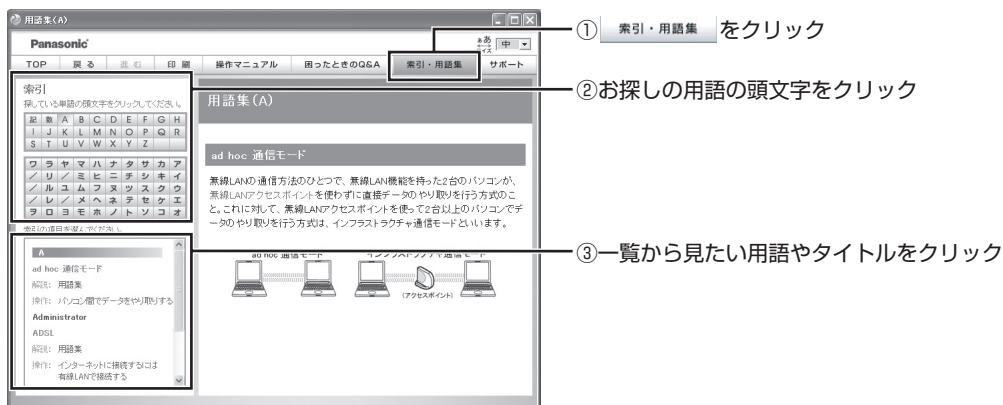 用語集(A)
Panasonic
あ あ
サイズ
中
TOP
戻 る
進 む
印 刷
操作マニュアル
困ったときのQ&A
索引・用語集
サポート
索引
探している単語の頭文字をクリックしてください。
記 数 A B C D E F G H
I J K L M N O P Q R
S T U V W X Y Z
ワ ラ ヤ マ ハ ナ タ サ カ ア
／ リ ／ ミ ヒ ニ チ シ キ イ
／ ル ユ ム フ ヌ ツ ス ク ウ
／ レ ／ メ ヘ ネ テ セ ケ エ
ヲ ロ ヨ モ ホ ノ ト ソ コ オ
索引の項目を選んでください。
A
ad hoc 通信モード
解説: 用語集
操作: パソコン間でデータをやり取りする
Administrator
ADSL
解説: 用語集
操作: インターネットに接続するには
有線LANで接続する
用語集(A)
ad hoc 通信モード
無線LANの通信方法のひとつで、無線LAN機能を持った2台のパソコンが、
無線LANアクセスポイントを使わずに直接データのやり取りを行う方式のこ
と。これに対して、無線LANアクセスポイントを使って2台以上のパソコンでデ
ータのやり取りを行う方式は、インフラストラクチャ通信モードといいます。
ad hoc 通信モード
インフラストラクチャ通信モード
(アクセスポイント)
① 索引・用語集 をクリック
②お探しの用語の頭文字をクリック
③一覧から見たい用語やタイトルをクリック